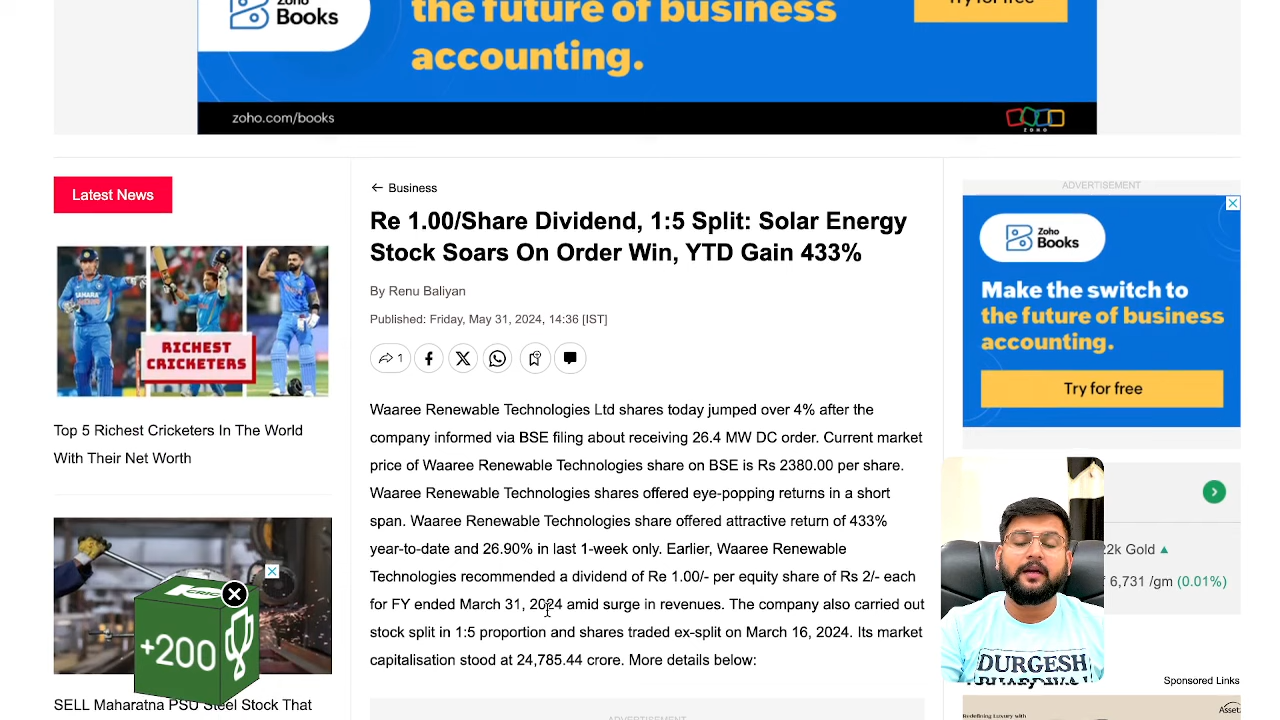 Books
the future of business
accounting.
Try for free
zoho.com/books
ZOHO
Latest News
RICHEST
CRICKETERS
Top 5 Richest Cricketers In The World
With Their Net Worth
+200
SELL Maharatna PSU Steel Stock That
← Business
Re 1.00/Share Dividend, 1:5 Split: Solar Energy
Stock Soars On Order Win, YTD Gain 433%
By Renu Baliyan
Published: Friday, May 31, 2024, 14:36 [IST]
1
Waaree Renewable Technologies Ltd shares today jumped over 4% after the
company informed via BSE filing about receiving 26.4 MW DC order. Current market
price of Waaree Renewable Technologies share on BSE is Rs 2380.00 per share.
Waaree Renewable Technologies shares offered eye-popping returns in a short
span. Waaree Renewable Technologies share offered attractive return of 433%
year-to-date and 26.90% in last 1-week only. Earlier, Waaree Renewable
Technologies recommended a dividend of Re 1.00/- per equity share of Rs 2/- each
for FY ended March 31, 2024 amid surge in revenues. The company also carried out
stock split in 1:5 proportion and shares traded ex-split on March 16, 2024. Its market
capitalisation stood at 24,785.44 crore. More details below:
ADVERTISEMENT
ADVERTISEMENT
Zoho
Books
Make the switch to
the future of business
accounting.
Try for free
22k Gold ▲
6,731 /gm (0.01%)
DURGESH
Sponsored Links